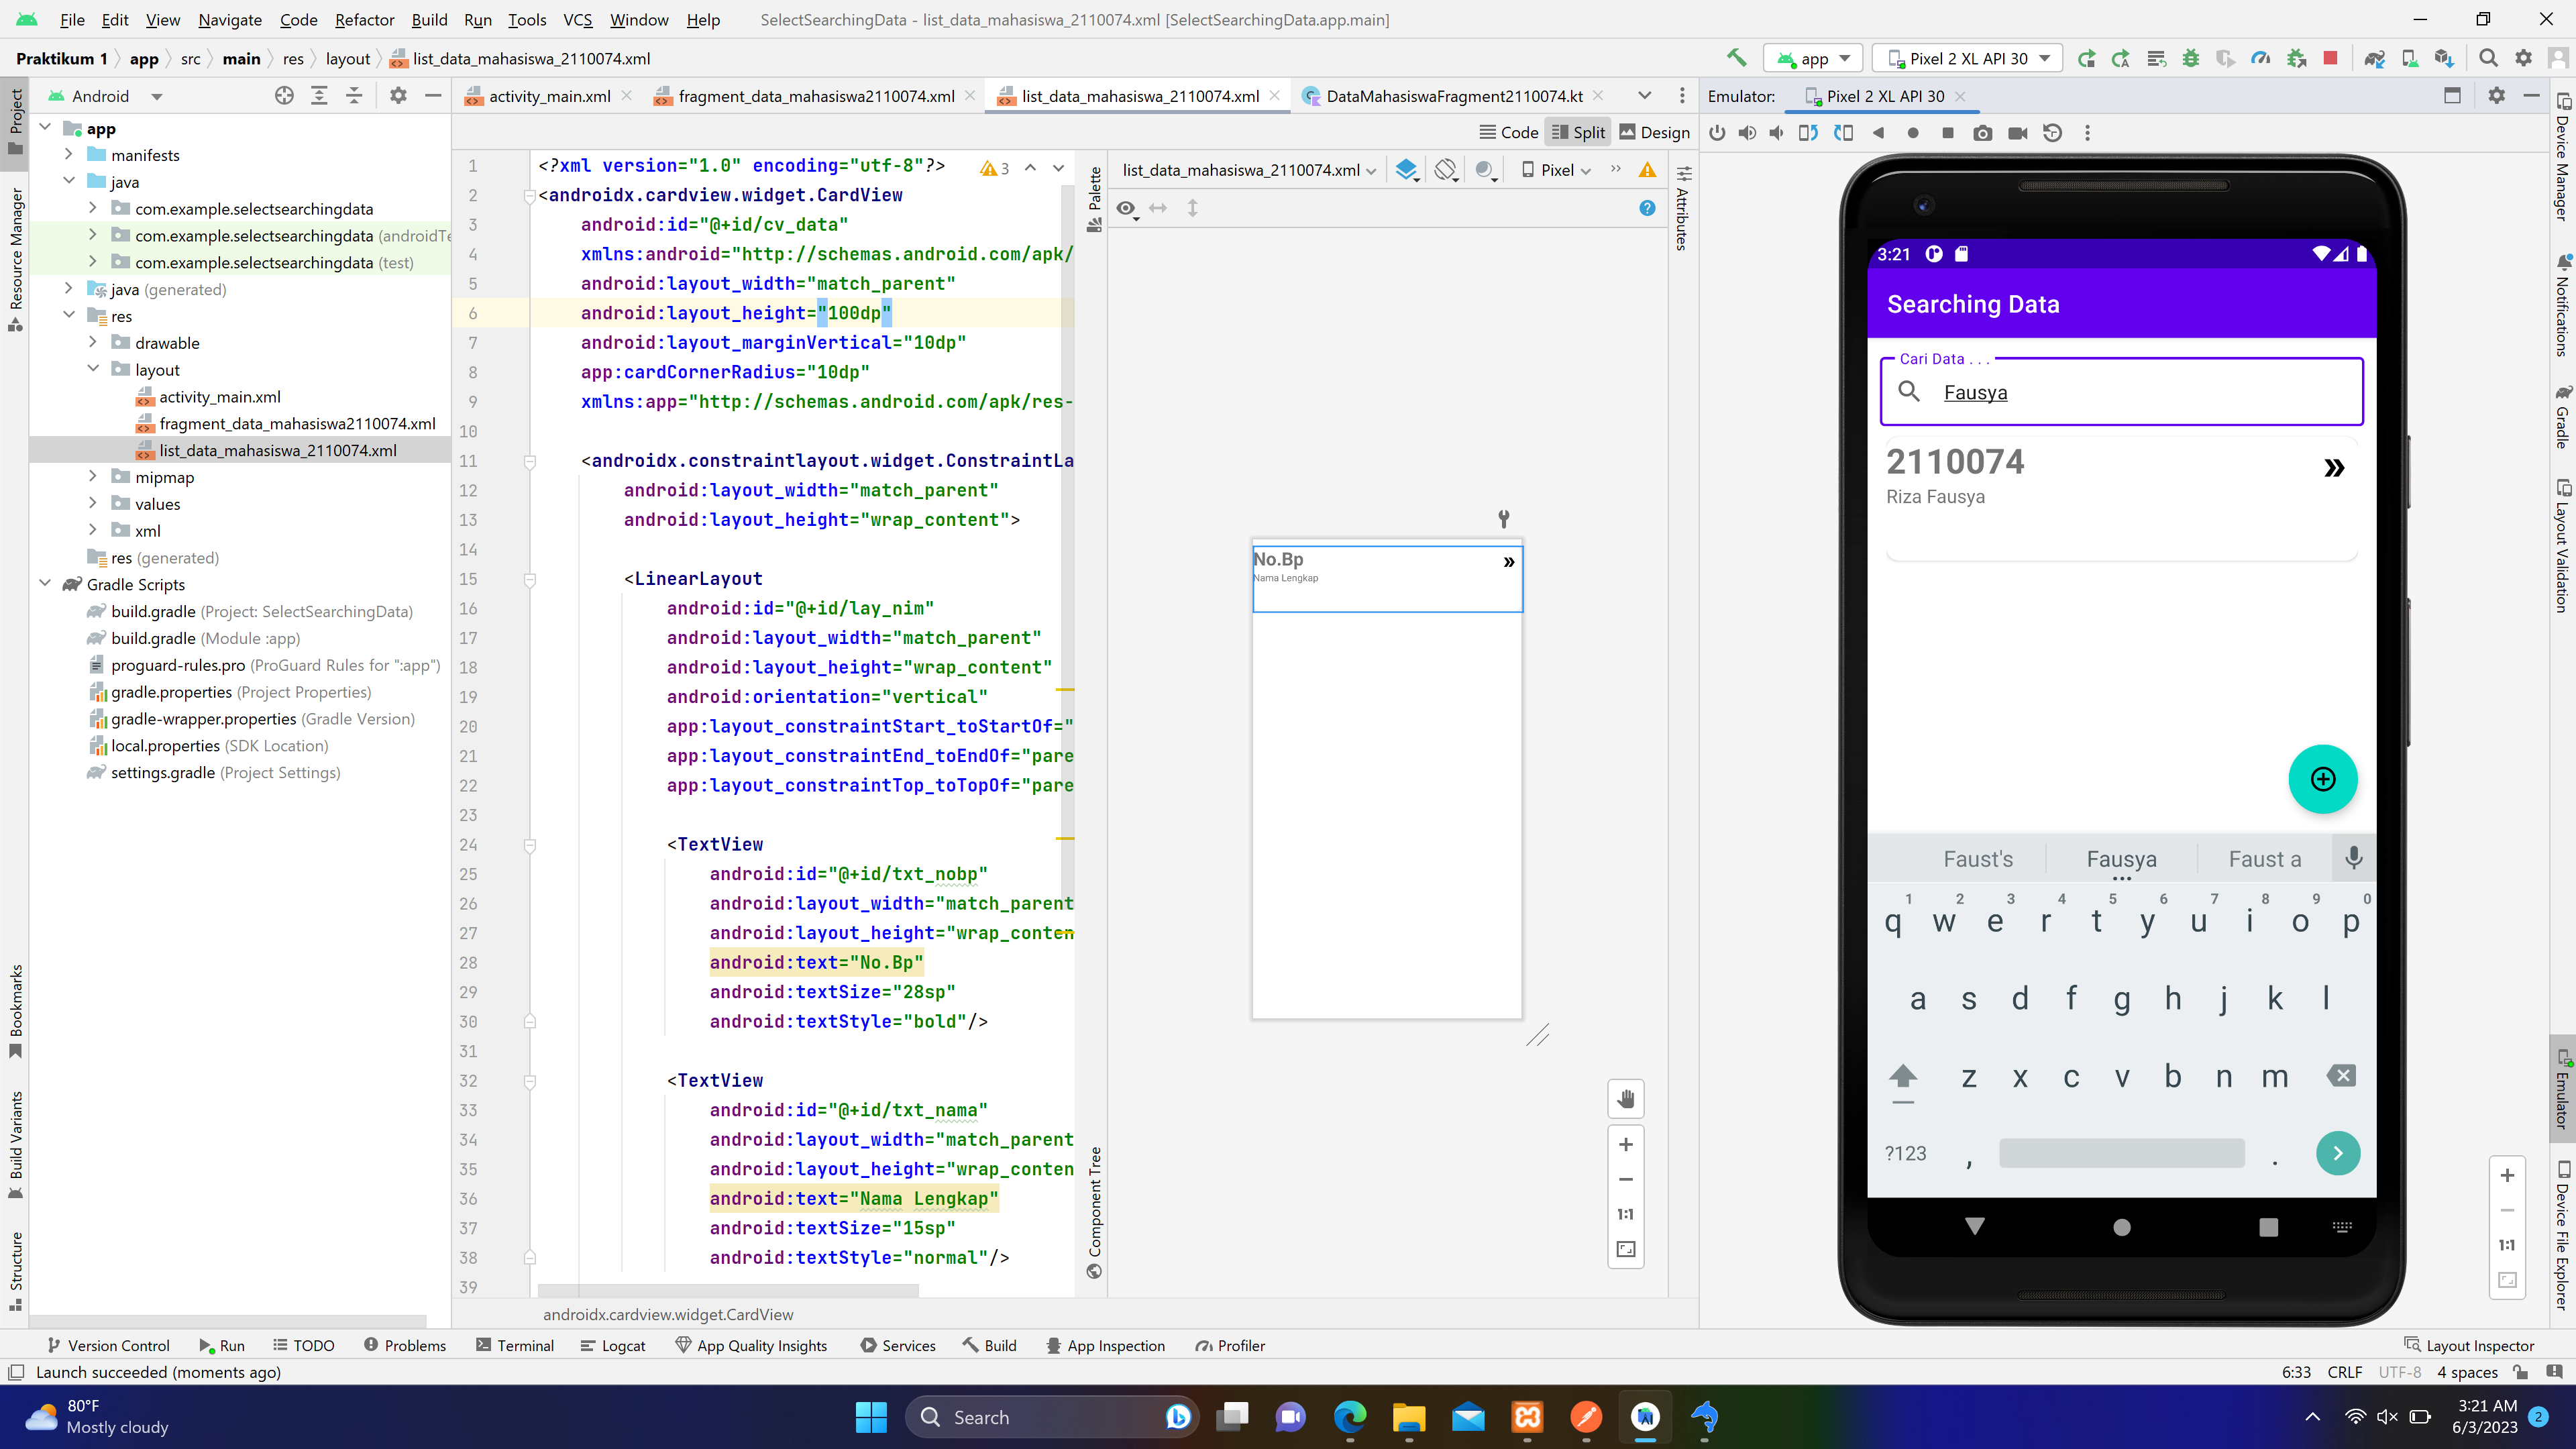 File Edit View Navigate Code Refactor Build Run Tools VCS Window Help SelectSearchingData - list_data_mahasiswa_2110074.xml [SelectSearchingData.app.main]
Praktikum 1 app src main res layout list_data_mahasiswa_2110074.xml app Pixel 2 XL API 30
Android
activity_main.xml fragment_data_mahasiswa2110074.xml list_data_mahasiswa_2110074.xml DataMahasiswaFragment2110074.kt
Emulator: Pixel 2 XL API 30
Code Split Design
Project
Resource Manager
Bookmarks
Build Variants
Structure
app
manifests
java
com.example.selectsearchingdata
com.example.selectsearchingdata (androidTe
com.example.selectsearchingdata (test)
java (generated)
res
drawable
layout
activity_main.xml
fragment_data_mahasiswa2110074.xml
list_data_mahasiswa_2110074.xml
mipmap
values
xml
res (generated)
Gradle Scripts
build.gradle (Project: SelectSearchingData)
build.gradle (Module :app)
proguard-rules.pro (ProGuard Rules for ":app")
gradle.properties (Project Properties)
gradle-wrapper.properties (Gradle Version)
local.properties (SDK Location)
settings.gradle (Project Settings)
3
1 <?xml version="1.0" encoding="utf-8"?>
2 <androidx.cardview.widget.CardView
3 android:id="@+id/cv_data"
4 xmlns:android="http://schemas.android.com/apk/
5 android:layout_width="match_parent"
6 android:layout_height="100dp"
7 android:layout_marginVertical="10dp"
8 app:cardCornerRadius="10dp"
9 xmlns:app="http://schemas.android.com/apk/res-
10
11 <androidx.constraintlayout.widget.ConstraintLa
12 android:layout_width="match_parent"
13 android:layout_height="wrap_content">
14
15 <LinearLayout
16 android:id="@+id/lay_nim"
17 android:layout_width="match_parent"
18 android:layout_height="wrap_content"
19 android:orientation="vertical"
20 app:layout_constraintStart_toStartOf="
21 app:layout_constraintEnd_toEndOf="pare
22 app:layout_constraintTop_toTopOf="pare
23
24 <TextView
25 android:id="@+id/txt_nobp"
26 android:layout_width="match_parent
27 android:layout_height="wrap_conten
28 android:text="No.Bp"
29 android:textSize="28sp"
30 android:textStyle="bold"/>
31
32 <TextView
33 android:id="@+id/txt_nama"
34 android:layout_width="match_parent
35 android:layout_height="wrap_conten
36 android:text="Nama Lengkap"
37 android:textSize="15sp"
38 android:textStyle="normal"/>
39
androidx.cardview.widget.CardView
Palette
Component Tree
list_data_mahasiswa_2110074.xml Pixel
Attributes
No.Bp
Nama Lengkap
1:1
3:21
Searching Data
Cari Data . . .
Fausya
2110074
Riza Fausya
Faust's Fausya Faust a
1 2 3 4 5 6 7 8 9 0
q w e r t y u i o p
a s d f g h j k l
z x c v b n m
?123 , .
1:1
Device Manager
Notifications
Gradle
Layout Validation
Emulator
Device File Explorer
Version Control Run TODO Problems Terminal Logcat App Quality Insights Services Build App Inspection Profiler Layout Inspector
Launch succeeded (moments ago) 6:33 CRLF UTF-8 4 spaces
80°F
Mostly cloudy
Search
3:21 AM
6/3/2023
2